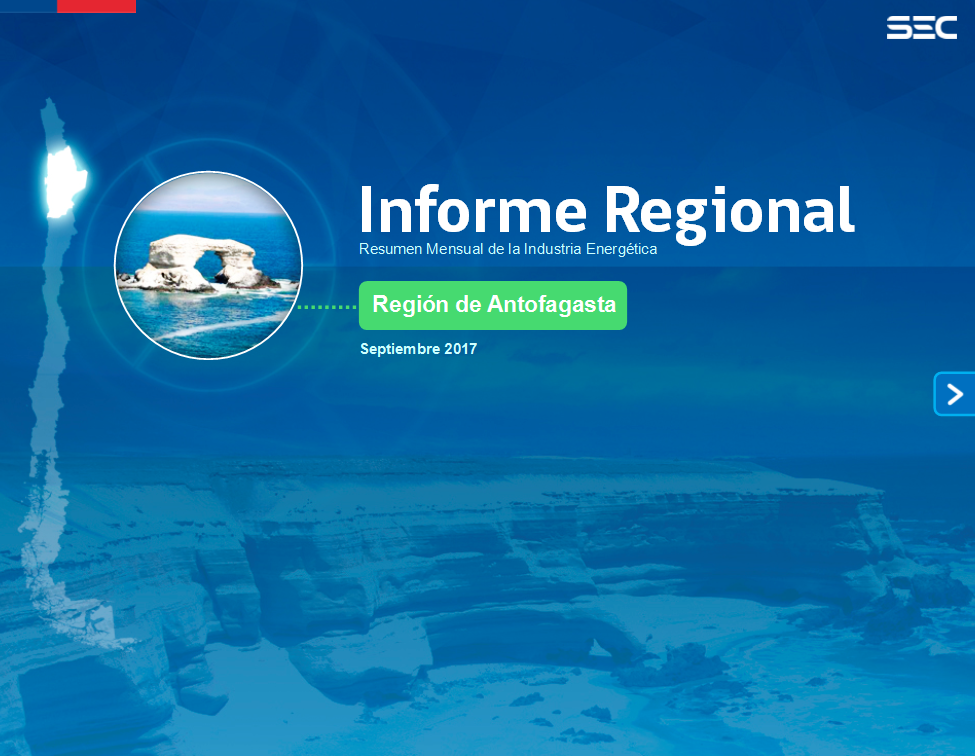 SEC
Informe Regional
Resumen Mensual de la Industria Energética
Región de Antofagasta
Septiembre 2017